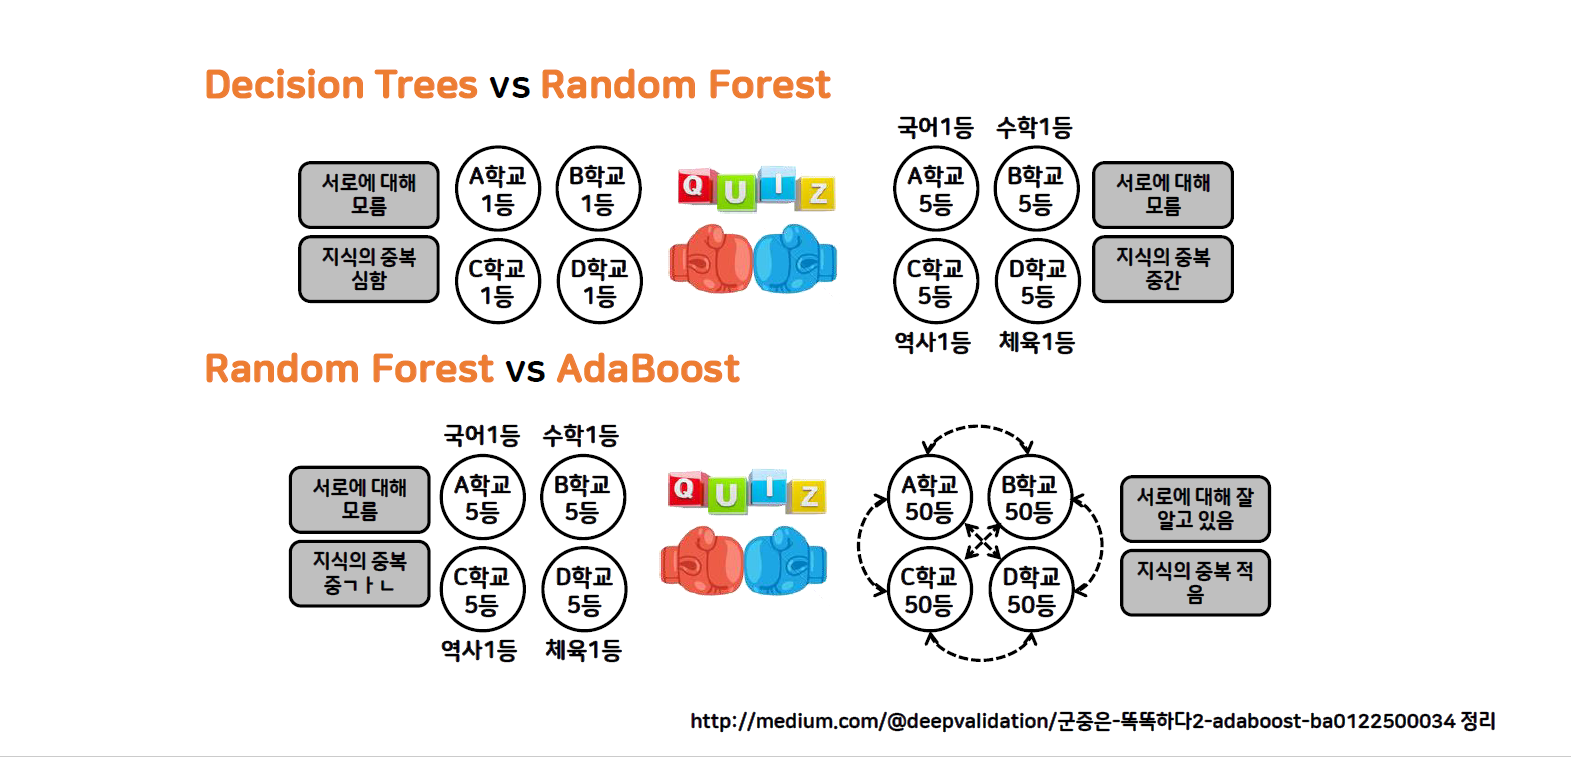 Decision Trees vs Random Forest
국어1등 수학1등
서로에 대해
모름
지식의 중복
심함
A학교
1등
B학교
1등
C학교
1등
D학교
1등
QUIZ
A학교
5등
B학교
5등
C학교
5등
D학교
5등
서로에 대해
모름
지식의 중복
중간
역사1등 체육1등
Random Forest vs AdaBoost
국어1등 수학1등
서로에 대해
모름
지식의 중복
중ㄱㅏㄴ
A학교
5등
B학교
5등
C학교
5등
D학교
5등
역사1등 체육1등
QUIZ
A학교
50등
B학교
50등
C학교
50등
D학교
50등
서로에 대해 잘
알고 있음
지식의 중복 적
음
http://medium.com/@deepvalidation/군중은-똑똑하다2-adaboost-ba0122500034 정리